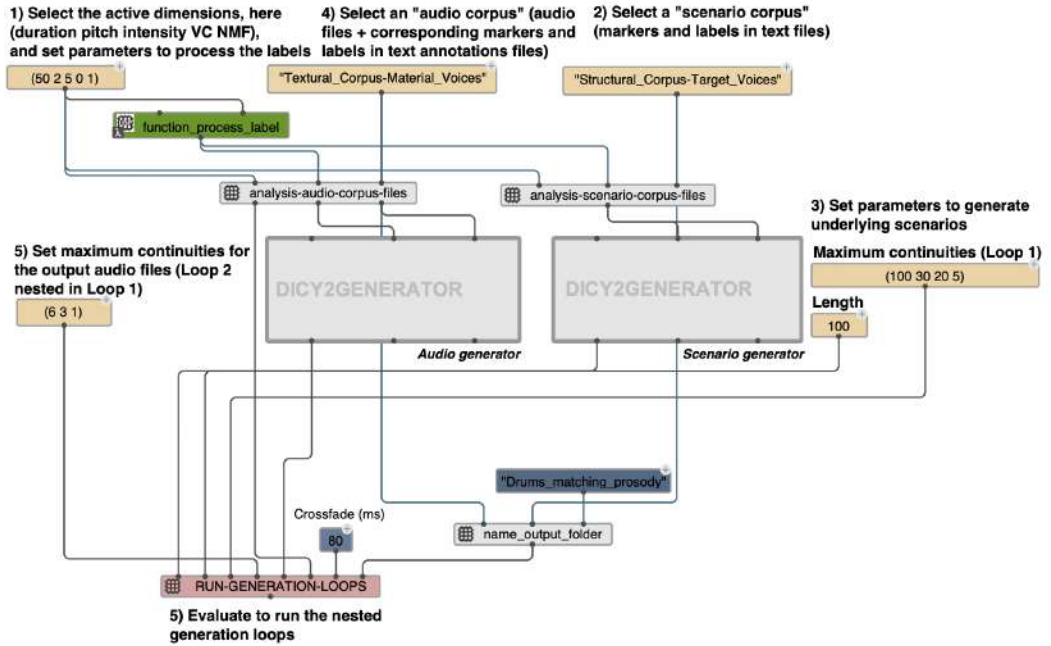 1) Select the active dimensions, here
(duration pitch intensity VC NMF),
and set parameters to process the labels
4) Select an "audio corpus" (audio
files + corresponding markers and
labels in text annotations files)
2) Select a "scenario corpus"
(markers and labels in text files)
(50 2 5 0 1)
"Textural_Corpus-Material_Voices"
"Structural_Corpus-Target_Voices"
function_process_label
analysis-audio-corpus-files
analysis-scenario-corpus-files
3) Set parameters to generate
underlying scenarios
Maximum continuities (Loop 1)
(100 30 20 5)
Length
100
5) Set maximum continuities for
the output audio files (Loop 2
nested in Loop 1)
(6 3 1)
DICY2GENERATOR
DICY2GENERATOR
Audio generator
Scenario generator
"Drums_matching_prosody"
Crossfade (ms)
80
name_output_folder
RUN-GENERATION-LOOPS
5) Evaluate to run the nested
generation loops